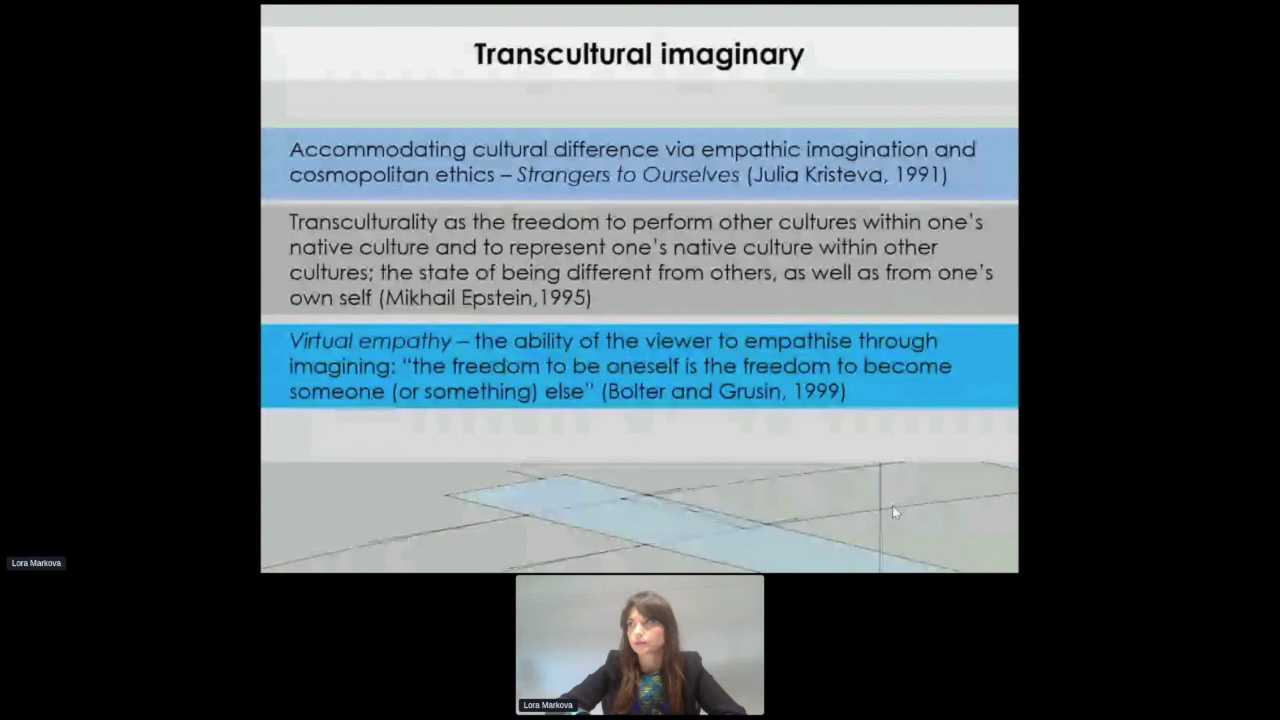 Transcultural imaginary
Accommodating cultural difference via empathic imagination and
cosmopolitan ethics – Strangers to Ourselves (Julia Kristeva, 1991)
Transculturality as the freedom to perform other cultures within one's
native culture and to represent one's native culture within other
cultures; the state of being different from others, as well as from one's
own self (Mikhail Epstein,1995)
Virtual empathy – the ability of the viewer to empathise through
imagining: "the freedom to be oneself is the freedom to become
someone (or something) else" (Bolter and Grusin, 1999)
Lora Markova
Lora Markova